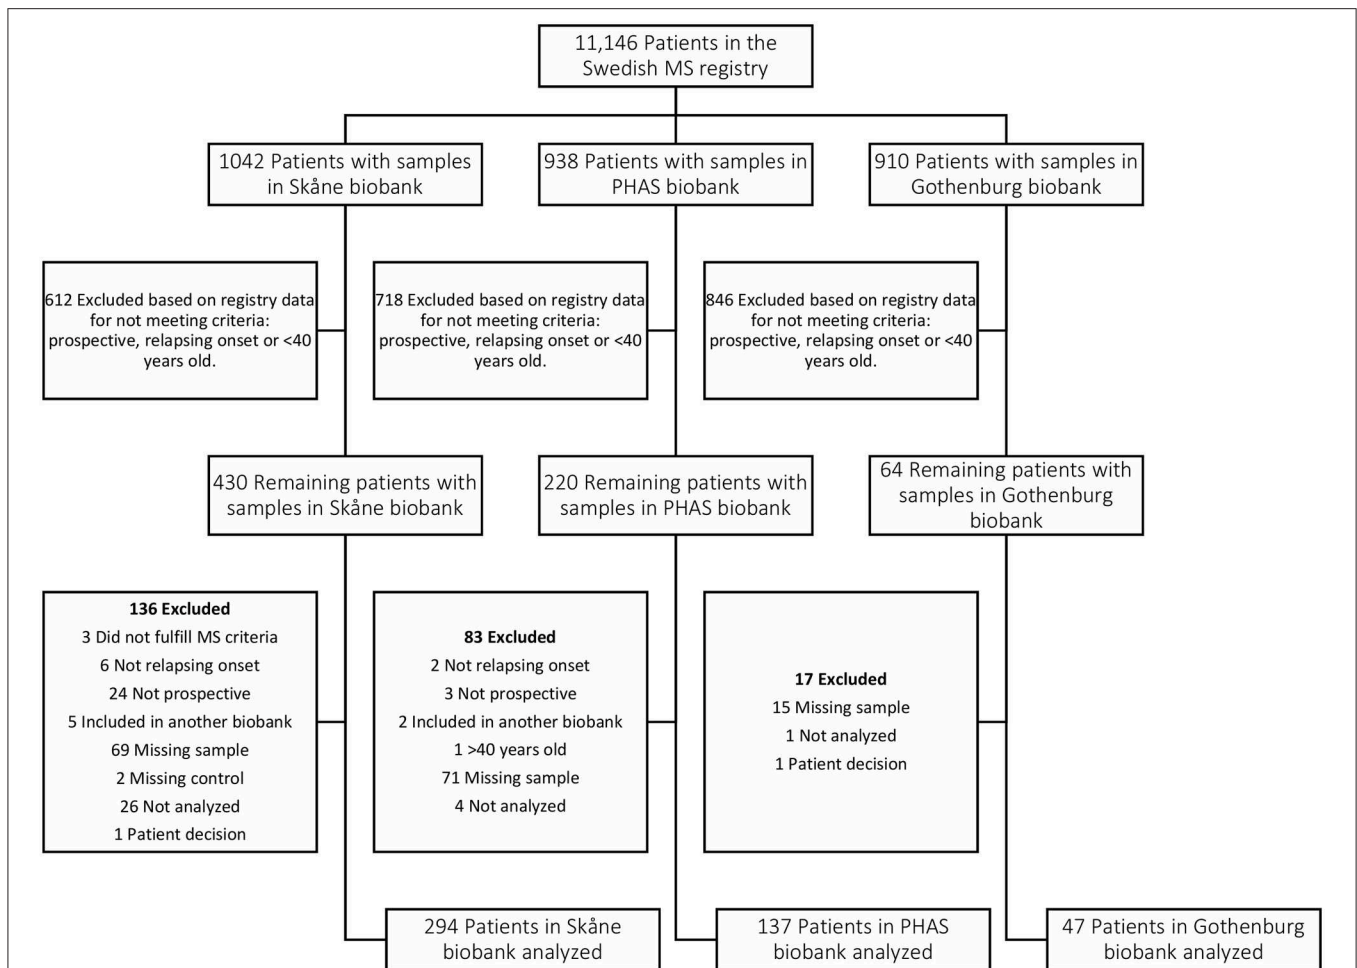 11,146 Patients in the
Swedish MS registry
1042 Patients with samples
in Skåne biobank
938 Patients with samples in
PHAS biobank
910 Patients with samples in
Gothenburg biobank
612 Excluded based on registry data
for not meeting criteria:
prospective, relapsing onset or <40
years old.
718 Excluded based on registry data
for not meeting criteria:
prospective, relapsing onset or <40
years old.
846 Excluded based on registry data
for not meeting criteria:
prospective, relapsing onset or <40
years old.
430 Remaining patients with
samples in Skåne biobank
220 Remaining patients with
samples in PHAS biobank
64 Remaining patients with
samples in Gothenburg
biobank
136 Excluded
3 Did not fulfill MS criteria
6 Not relapsing onset
24 Not prospective
5 Included in another biobank
69 Missing sample
2 Missing control
26 Not analyzed
1 Patient decision
83 Excluded
2 Not relapsing onset
3 Not prospective
2 Included in another biobank
1 >40 years old
71 Missing sample
4 Not analyzed
17 Excluded
15 Missing sample
1 Not analyzed
1 Patient decision
294 Patients in Skåne
biobank analyzed
137 Patients in PHAS
biobank analyzed
47 Patients in Gothenburg
biobank analyzed